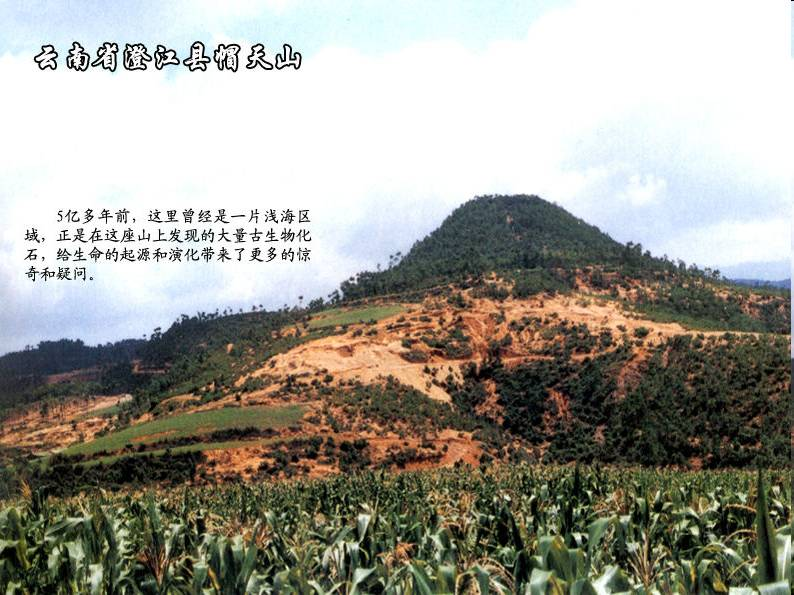 云南省澄江县帽天山
5亿多年前，这里曾经是一片浅海区
域，正是在这座山上发现的大量古生物化
石，给生命的起源和演化带来了更多的惊
奇和疑问。